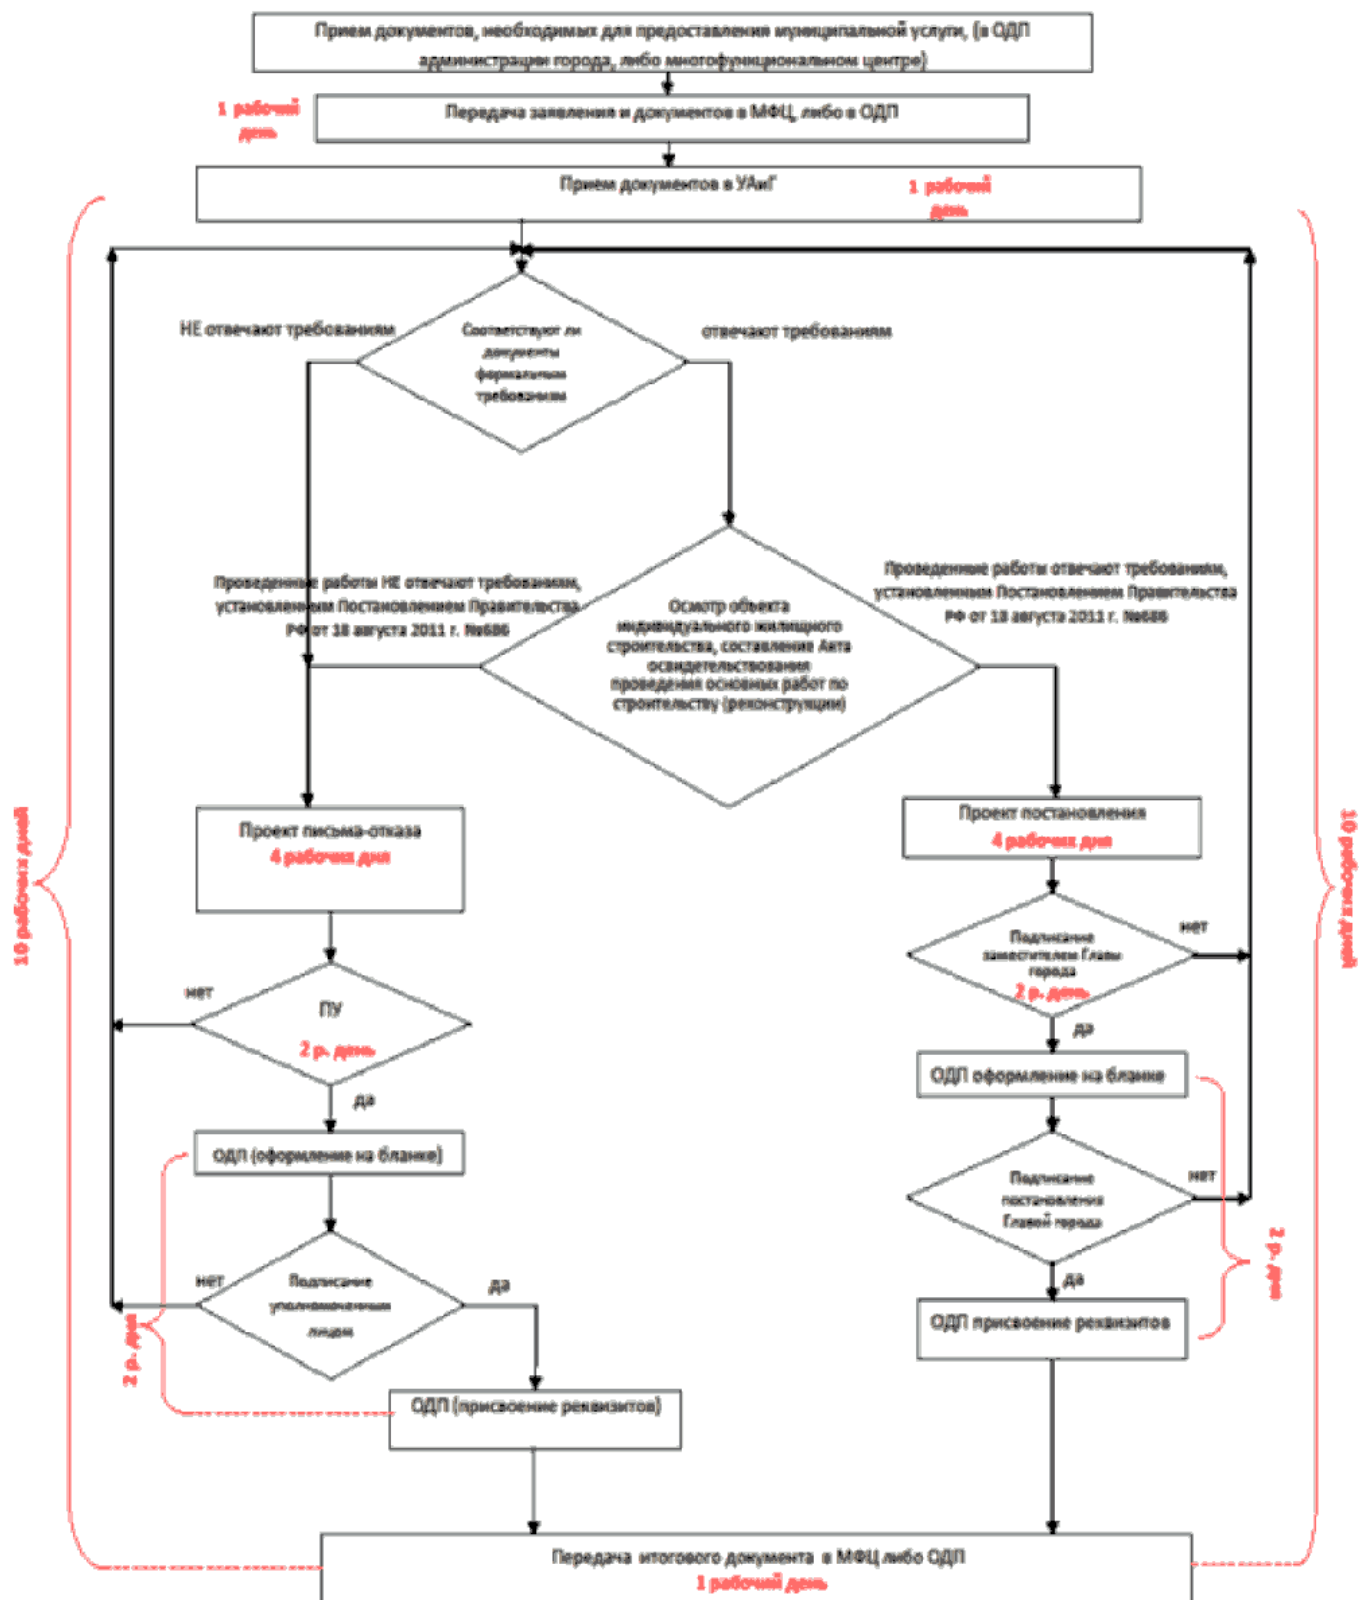 Прием документов, необходимых для предоставления муниципальной услуги, (в ОДП
администрации города, либо многофункциональном центре)
1 рабочий
день
Передача заявления и документов в МФЦ, либо в ОДП
Прием документов в УАиГ
1 рабочий
день
НЕ отвечают требованиям
Соответствуют ли
документы
формальным
требованиям
отвечают требованиям
Проведенные работы НЕ отвечают требованиям,
установленным Постановлением Правительства
РФ от 18 августа 2011 г. №686
Осмотр объекта
индивидуального жилищного
строительства, составление Акта
освидетельствования
проведения основных работ по
строительству (реконструкции)
Проведенные работы отвечают требованиям,
установленным Постановлением Правительства
РФ от 18 августа 2011 г. №686
10 рабочих дней
Проект письма-отказа
4 рабочих дня
Проект постановления
4 рабочих дня
10 рабочих дней
нет
ПУ
2 р. день
да
Подписание
заместителем Главы
города
2 р. день
нет
да
ОДП оформление на бланке
ОДП (оформление на бланке)
Подписание
постановления
Главой города
нет
да
2 р. дня
нет
Подписание
уполномоченным
лицом
да
2 р. дня
ОДП присвоение реквизитов
ОДП (присвоение реквизитов)
Передача итогового документа в МФЦ либо ОДП
1 рабочий день